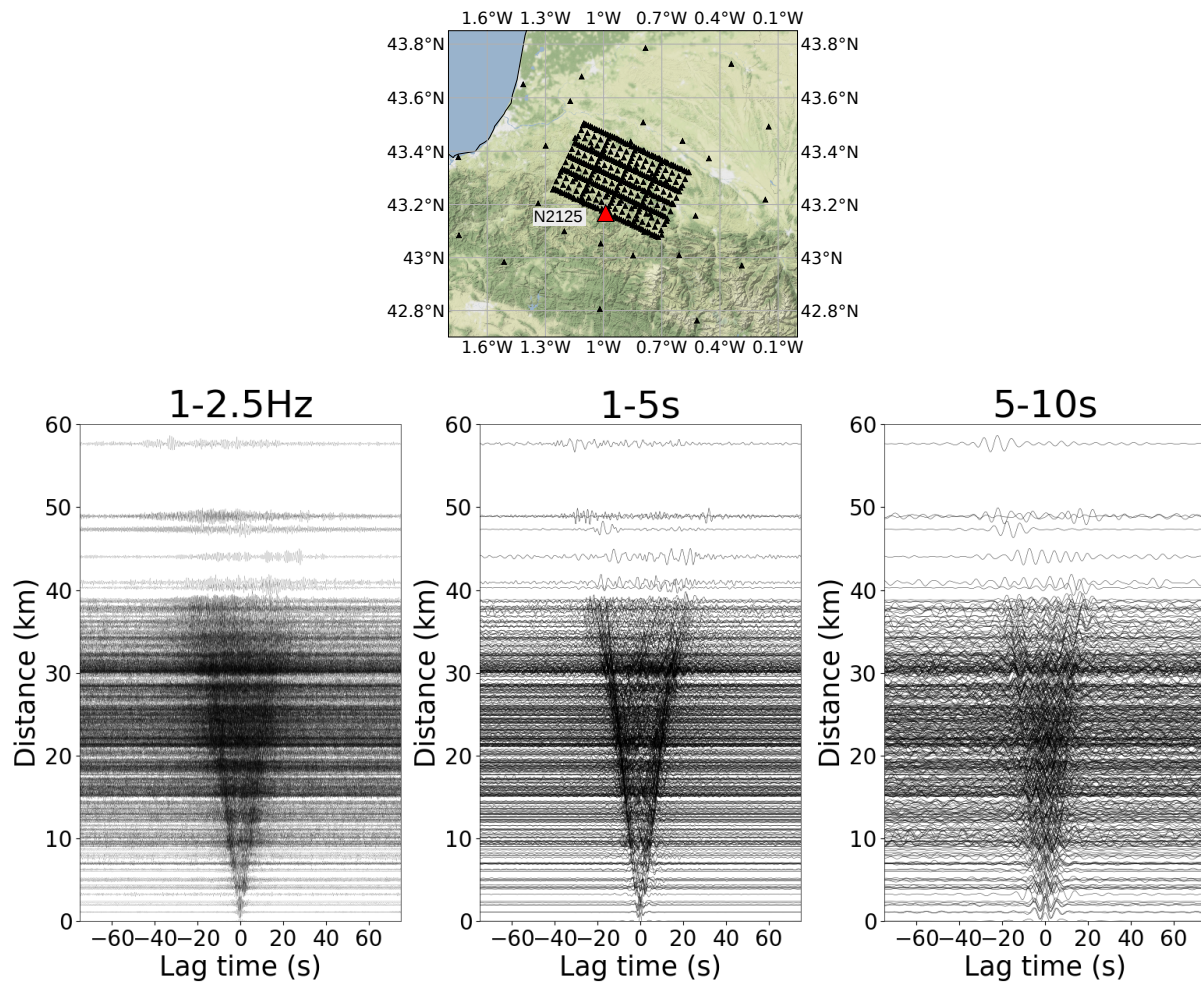 1.6°W 1.3°W 1°W 0.7°W 0.4°W 0.1°W
43.8°N 43.8°N
43.6°N 43.6°N
43.4°N 43.4°N
43.2°N 43.2°N
N2125
43°N 43°N
42.8°N 42.8°N
1.6°W 1.3°W 1°W 0.7°W 0.4°W 0.1°W
1-2.5Hz 1-5s 5-10s
60 60 60
50 50 50
40 40 40
30 30 30
20 20 20
10 10 10
0 0 0
Distance (km) Distance (km) Distance (km)
−60 −40 −20 0 20 40 60 −60 −40 −20 0 20 40 60 −60 −40 −20 0 20 40 60
Lag time (s) Lag time (s) Lag time (s)